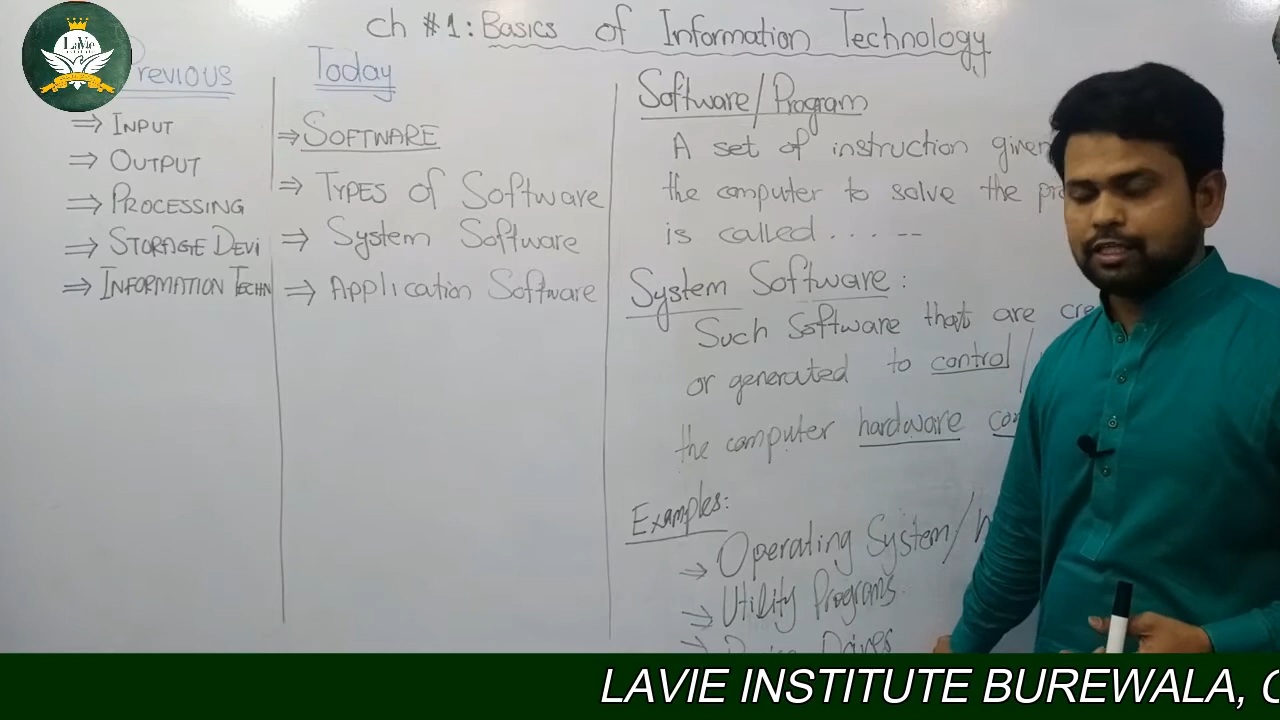 Ch #1: Basics of Information Technology
LaVie
Previous
⇒ INPUT
⇒ OUTPUT
⇒ PROCESSING
⇒ STORAGE DEVI
⇒ INFORMATION TECHN
Today
⇒ SOFTWARE
⇒ TYPES of Software
⇒ System Software
⇒ Application Software
Software/Program
A set of instruction given
the computer to solve the
is called . . . . --
System Software:
Such software that are
or generated to control/
the computer hardware
Examples:
⇒ Operating System/
⇒ Utility Programs
LAVIE INSTITUTE BUREWALA,